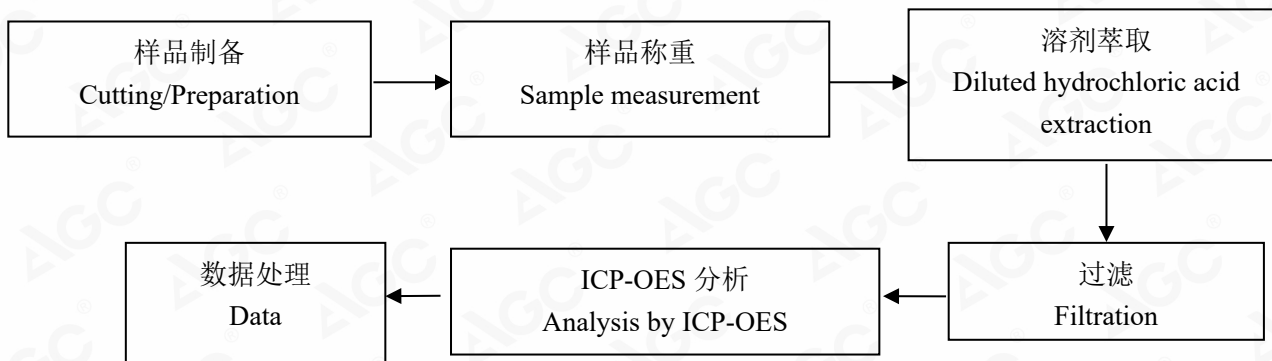 样品制备
Cutting/Preparation
样品称重
Sample measurement
溶剂萃取
Diluted hydrochloric acid
extraction
过滤
Filtration
ICP-OES 分析
Analysis by ICP-OES
数据处理
Data